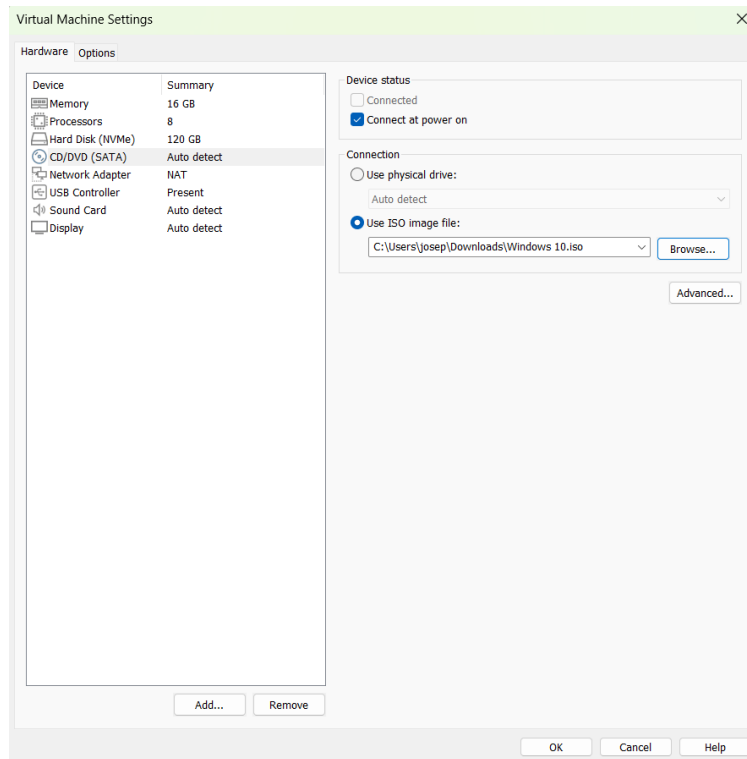 Virtual Machine Settings
Hardware Options
Device Summary
Memory 16 GB
Processors 8
Hard Disk (NVMe) 120 GB
CD/DVD (SATA) Auto detect
Network Adapter NAT
USB Controller Present
Sound Card Auto detect
Display Auto detect
Add... Remove
Device status
Connected
Connect at power on
Connection
Use physical drive:
Auto detect
Use ISO image file:
C:\Users\josep\Downloads\Windows 10.iso Browse...
Advanced...
OK Cancel Help